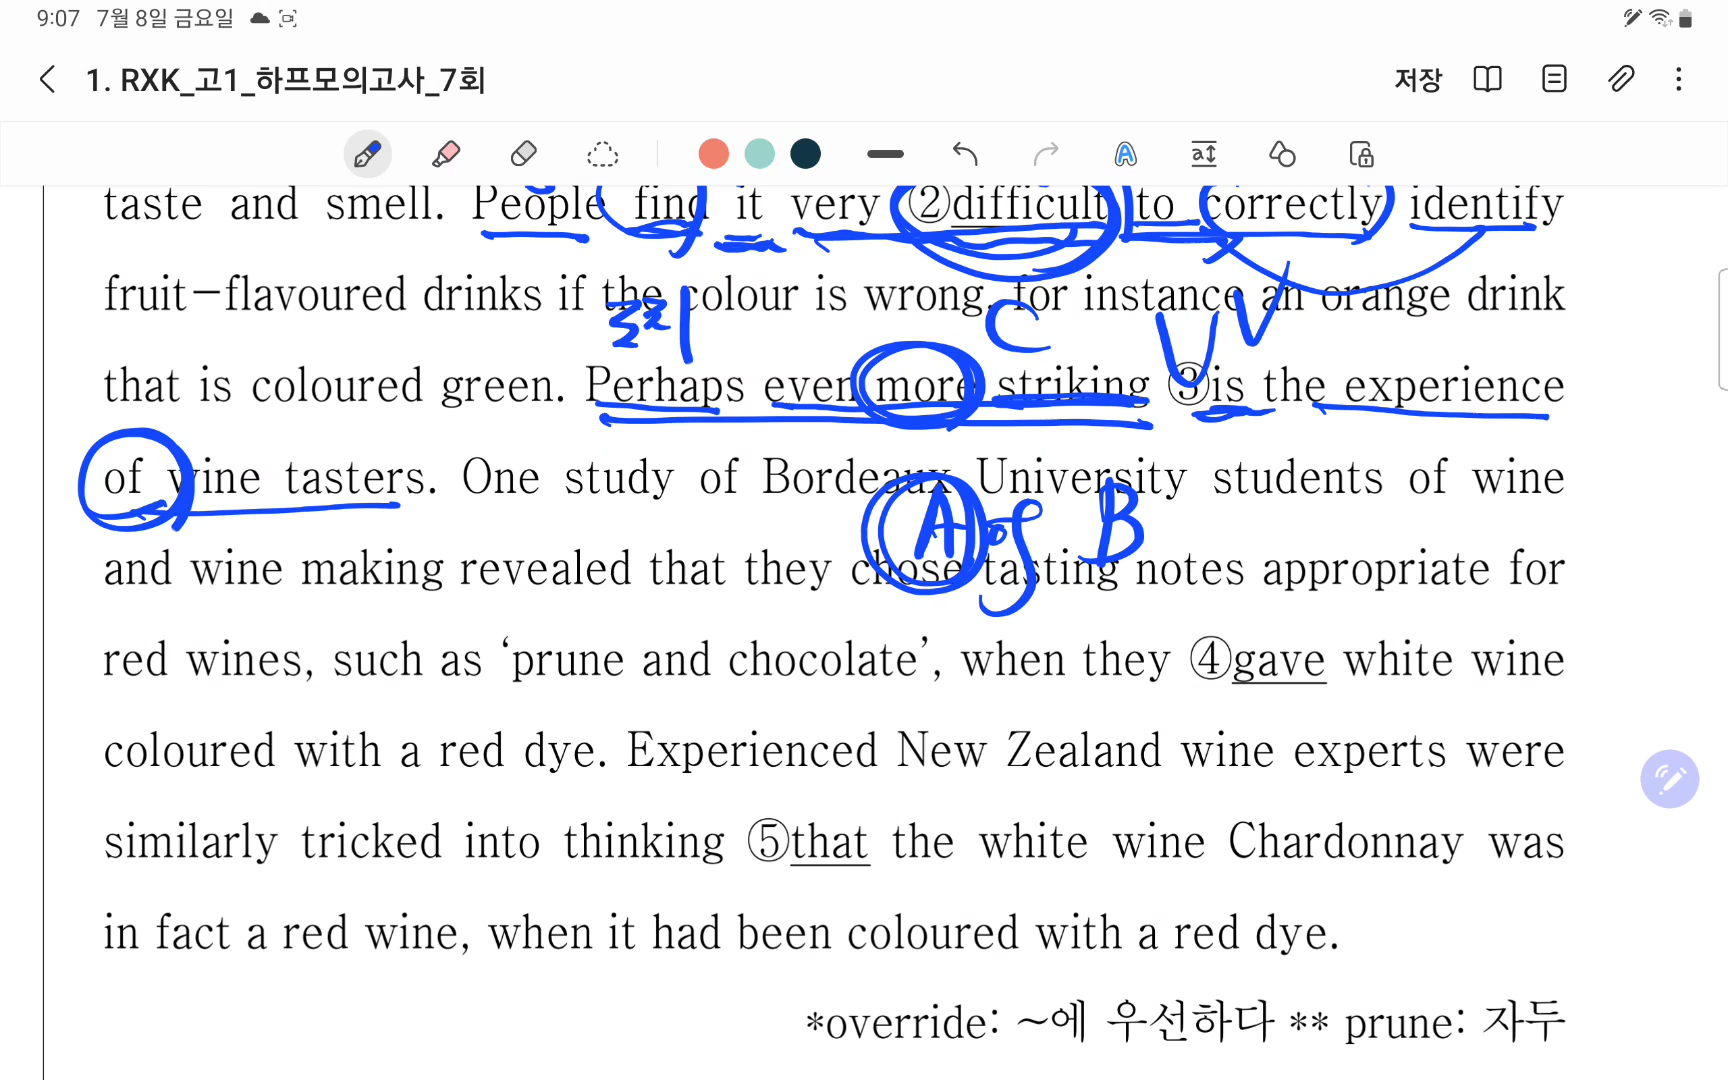 9:07 7월 8일 금요일
1. RXK_고1_하프모의고사_7회 저장
taste and smell. People find it very ②difficult to correctly identify
fruit-flavoured drinks if the colour is wrong, for instance an orange drink
C V
that is coloured green. Perhaps even more striking ③is the experience
of wine tasters. One study of Bordeaux University students of wine
A of B
and wine making revealed that they chose tasting notes appropriate for
red wines, such as ‘prune and chocolate’, when they ④gave white wine
coloured with a red dye. Experienced New Zealand wine experts were
similarly tricked into thinking ⑤that the white wine Chardonnay was
in fact a red wine, when it had been coloured with a red dye.
*override: ~에 우선하다 ** prune: 자두